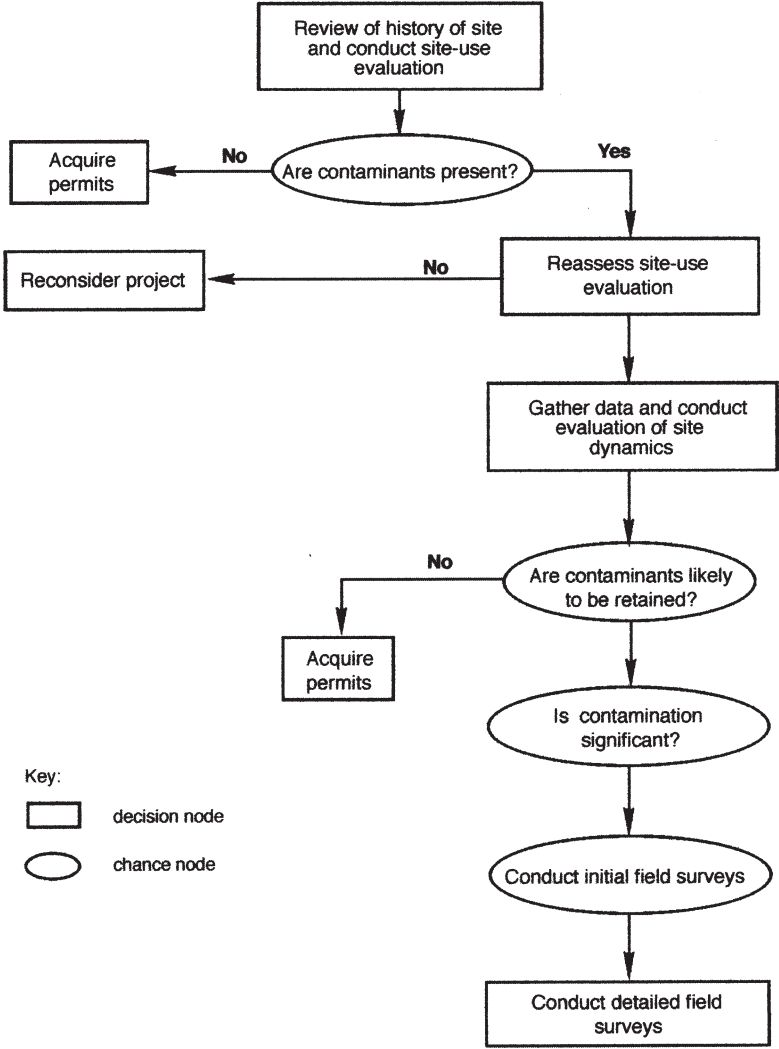 Review of history of site
and conduct site-use
evaluation
Are contaminants present?
No
Yes
Acquire
permits
Reassess site-use
evaluation
No
Reconsider project
Gather data and conduct
evaluation of site
dynamics
Are contaminants likely
to be retained?
No
Acquire
permits
Is contamination
significant?
Conduct initial field surveys
Conduct detailed field
surveys
Key:
decision node
chance node